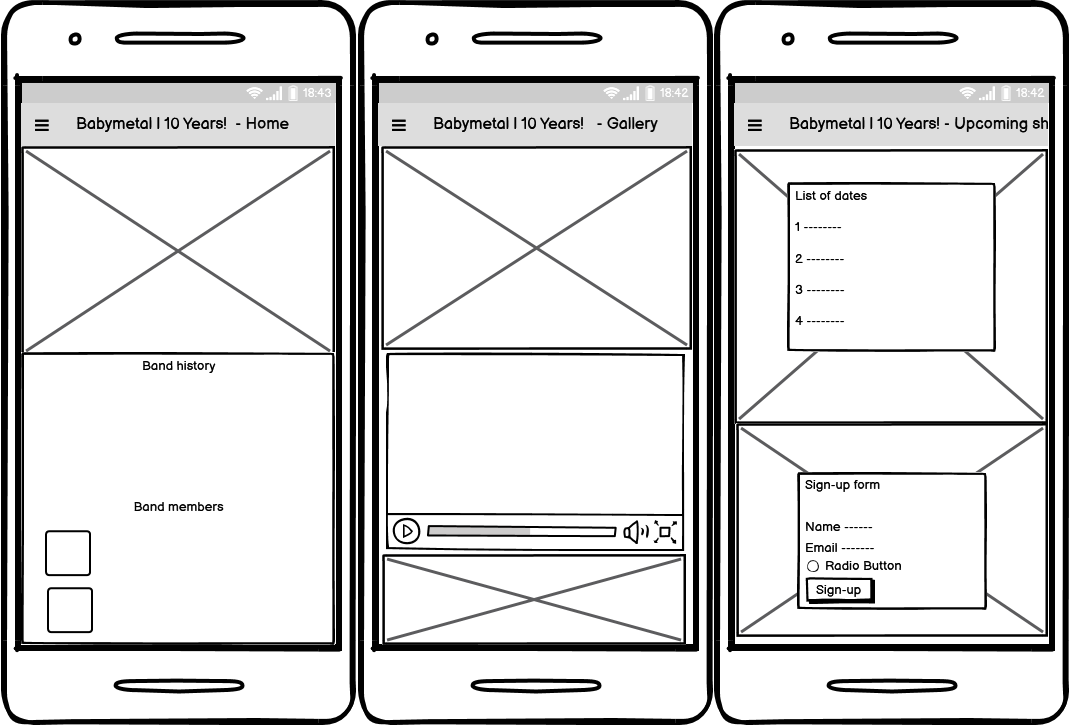 18:43
Babymetal | 10 Years! - Home
Band history
Band members
18:42
Babymetal | 10 Years! - Gallery
18:42
Babymetal | 10 Years! - Upcoming sh
List of dates
1 --------
2 --------
3 --------
4 --------
Sign-up form
Name ------
Email -------
Radio Button
Sign-up